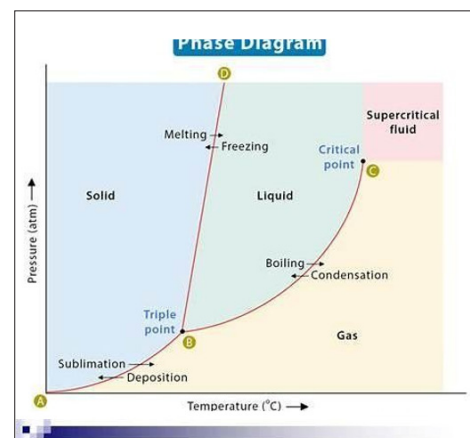 Phase Diagram
D
Supercritical
fluid
Melting
Freezing
Critical
point
C
Solid
Liquid
Pressure (atm)
Boiling
Condensation
Triple
point
B
Gas
Sublimation
Deposition
A
Temperature (°C)